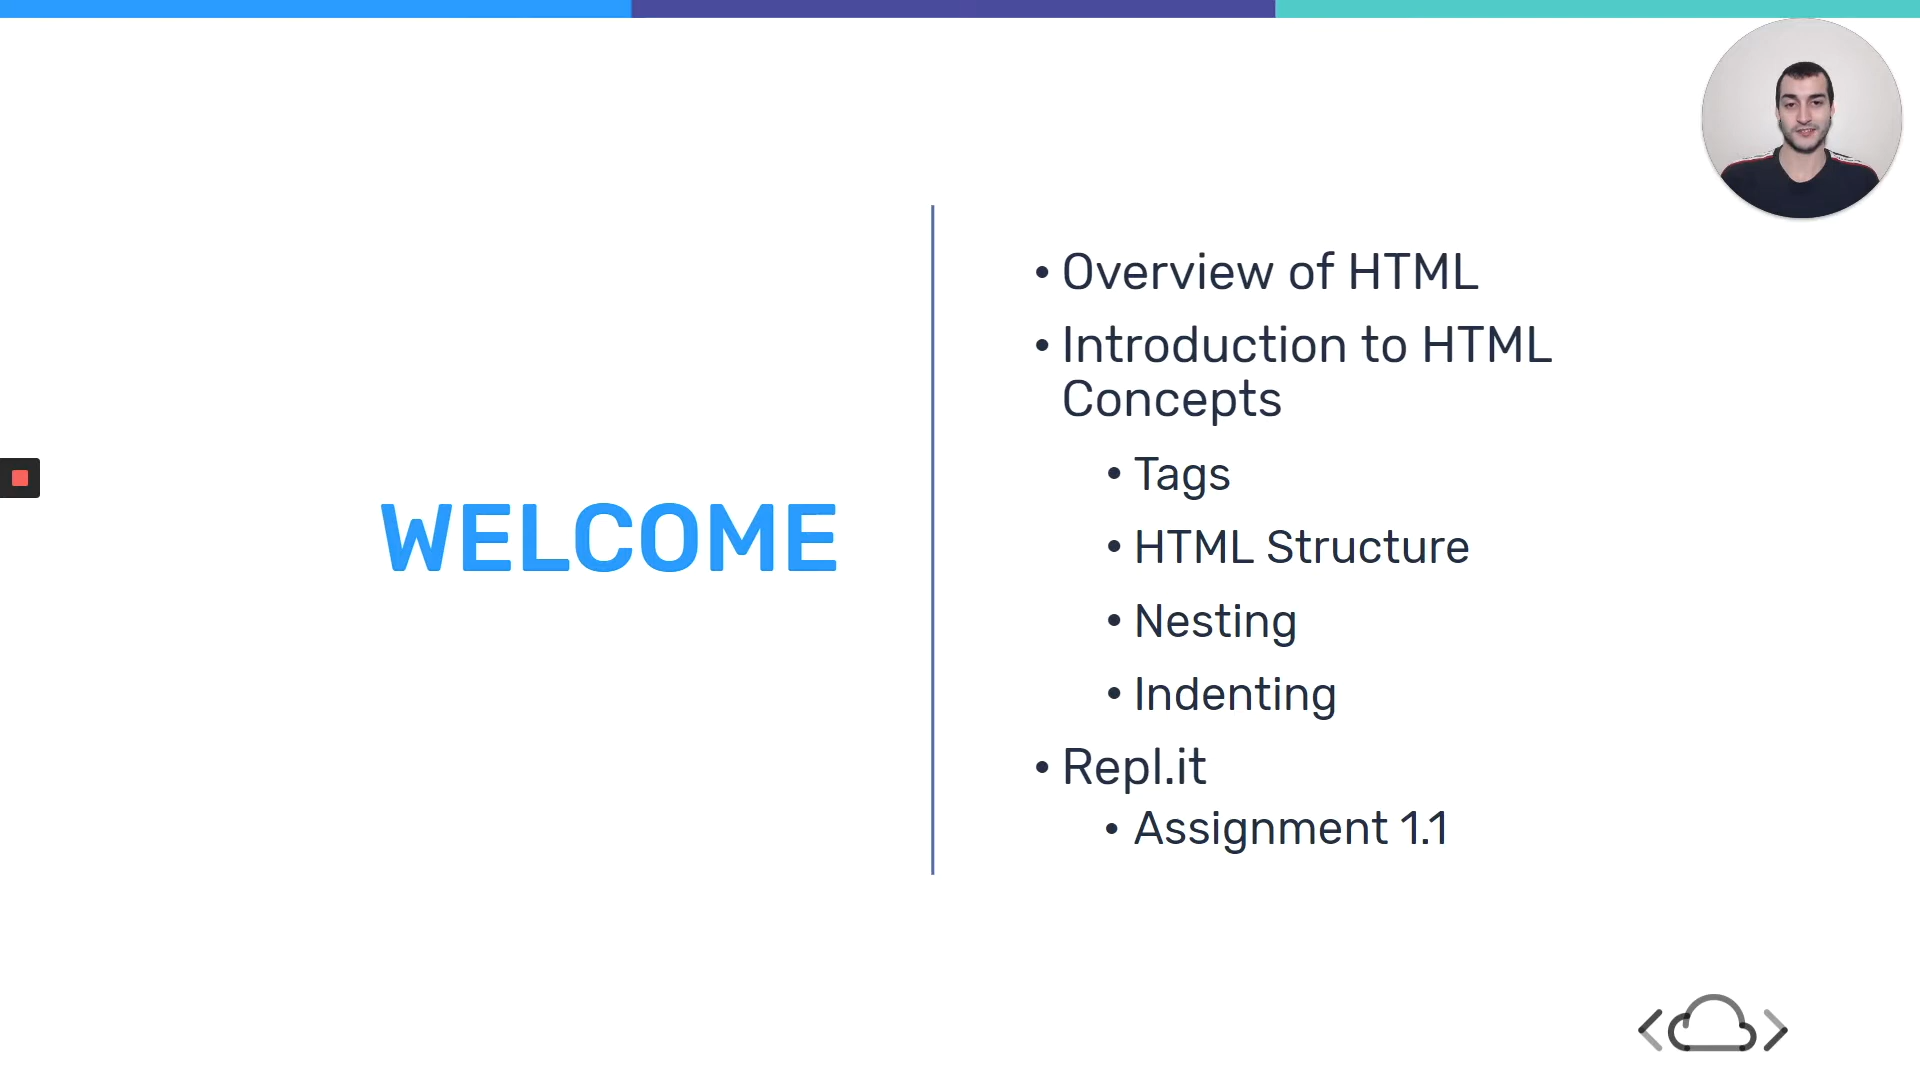 WELCOME
• Overview of HTML
• Introduction to HTML
Concepts
• Tags
• HTML Structure
• Nesting
• Indenting
• Repl.it
• Assignment 1.1